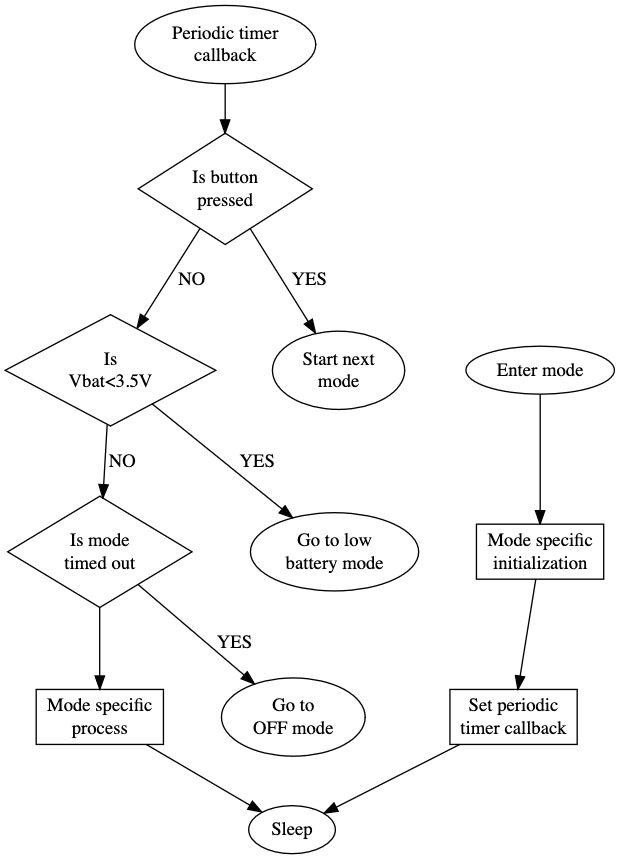 Periodic timer
callback
Is button
pressed
NO
YES
Is
Vbat<3.5V
Start next
mode
Enter mode
NO
YES
Is mode
timed out
Go to low
battery mode
Mode specific
initialization
YES
Mode specific
process
Go to
OFF mode
Set periodic
timer callback
Sleep